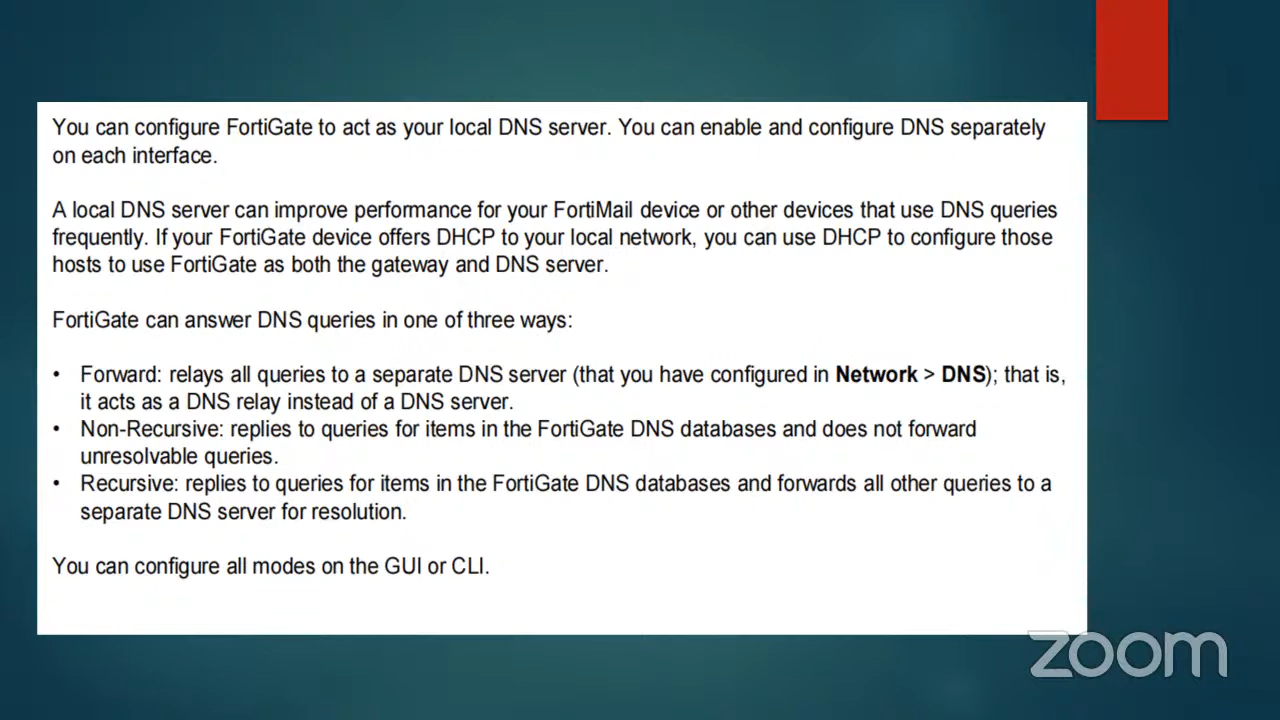 You can configure FortiGate to act as your local DNS server. You can enable and configure DNS separately
on each interface.
A local DNS server can improve performance for your FortiMail device or other devices that use DNS queries
frequently. If your FortiGate device offers DHCP to your local network, you can use DHCP to configure those
hosts to use FortiGate as both the gateway and DNS server.
FortiGate can answer DNS queries in one of three ways:
• Forward: relays all queries to a separate DNS server (that you have configured in Network > DNS); that is,
it acts as a DNS relay instead of a DNS server.
• Non-Recursive: replies to queries for items in the FortiGate DNS databases and does not forward
unresolvable queries.
• Recursive: replies to queries for items in the FortiGate DNS databases and forwards all other queries to a
separate DNS server for resolution.
You can configure all modes on the GUI or CLI.
zoom